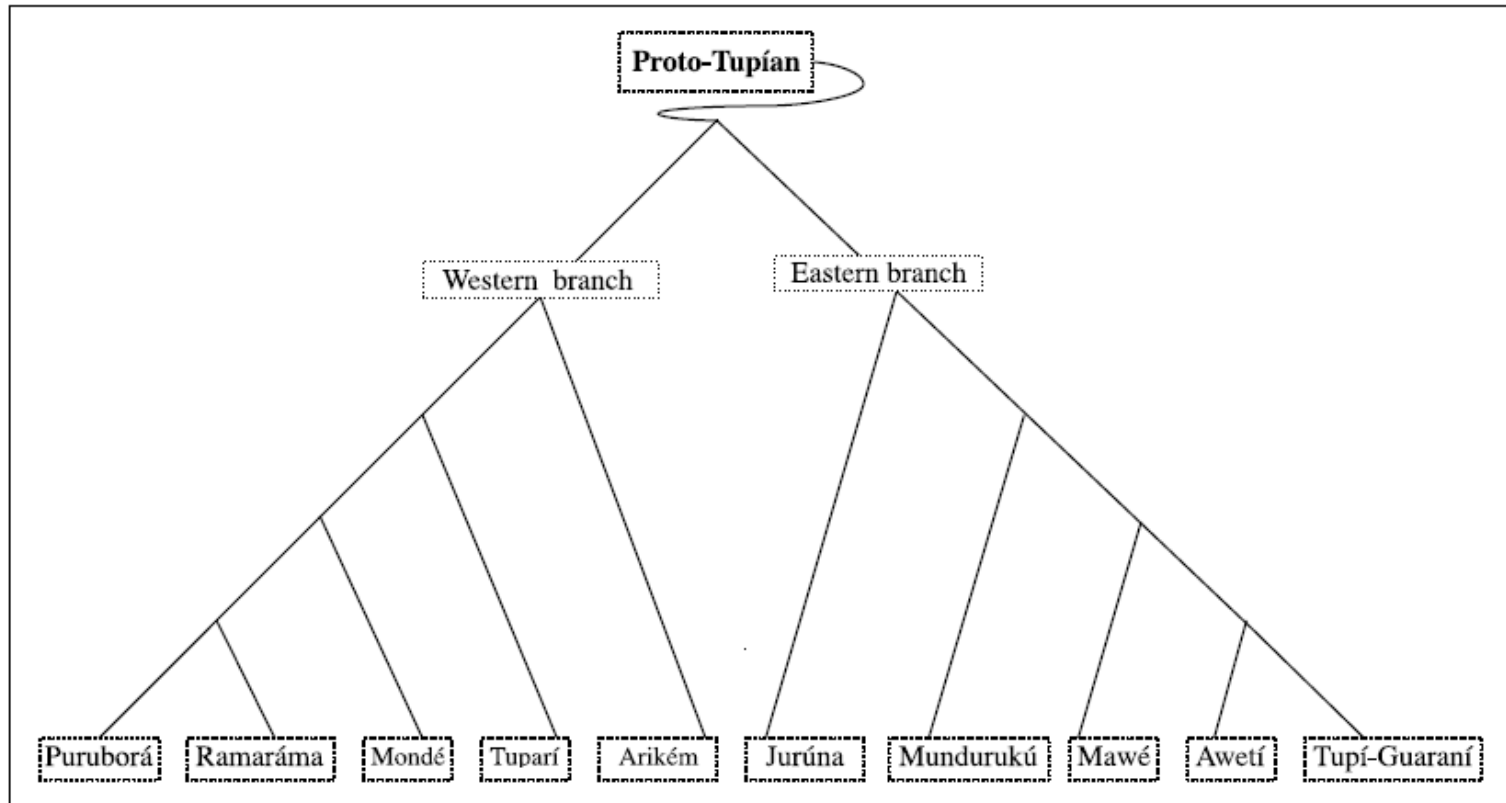 Proto-Tupían
Western branch
Eastern branch
Puruborá
Ramaráma
Mondé
Tuparí
Arikém
Jurúna
Mundurukú
Mawé
Awetí
Tupí-Guaraní